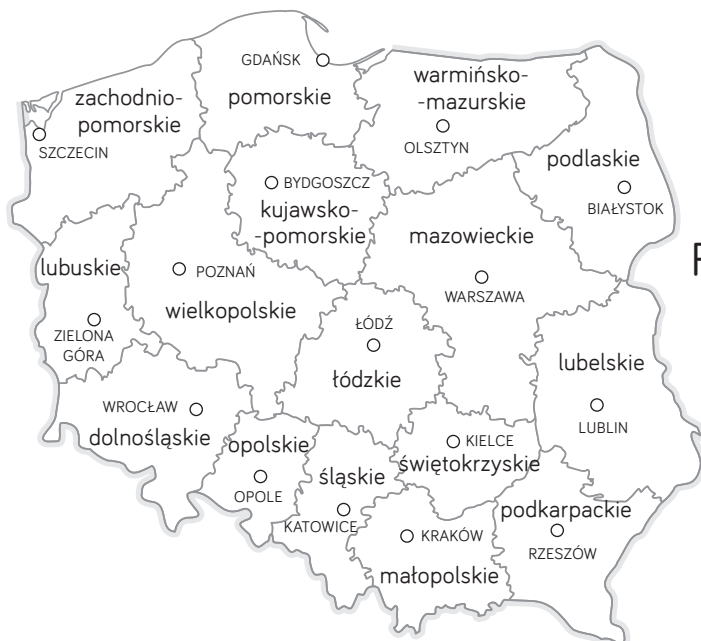 GDAŃSK
pomorskie
zachodnio-
pomorskie
SZCZECIN
warmińsko-
-mazurskie
OLSZTYN
podlaskie
BIAŁYSTOK
BYDGOSZCZ
kujawsko-
-pomorskie
mazowieckie
WARSZAWA
lubuskie
ZIELONA
GÓRA
POZNAŃ
wielkopolskie
ŁÓDŹ
łódzkie
lubelskie
LUBLIN
WROCŁAW
dolnośląskie
opolskie
OPOLE
śląskie
KATOWICE
KIELCE
świętokrzyskie
KRAKÓW
małopolskie
podkarpackie
RZESZÓW